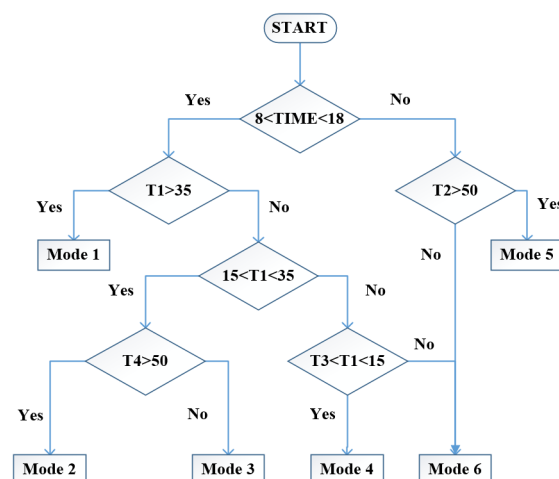 START
Yes
8<TIME<18
No
T1>35
T2>50
Yes
No
Yes
Mode 1
Mode 5
15<T1<35
No
Yes
No
T4>50
T3<T1<15
No
Yes
No
Yes
Mode 2
Mode 3
Mode 4
Mode 6